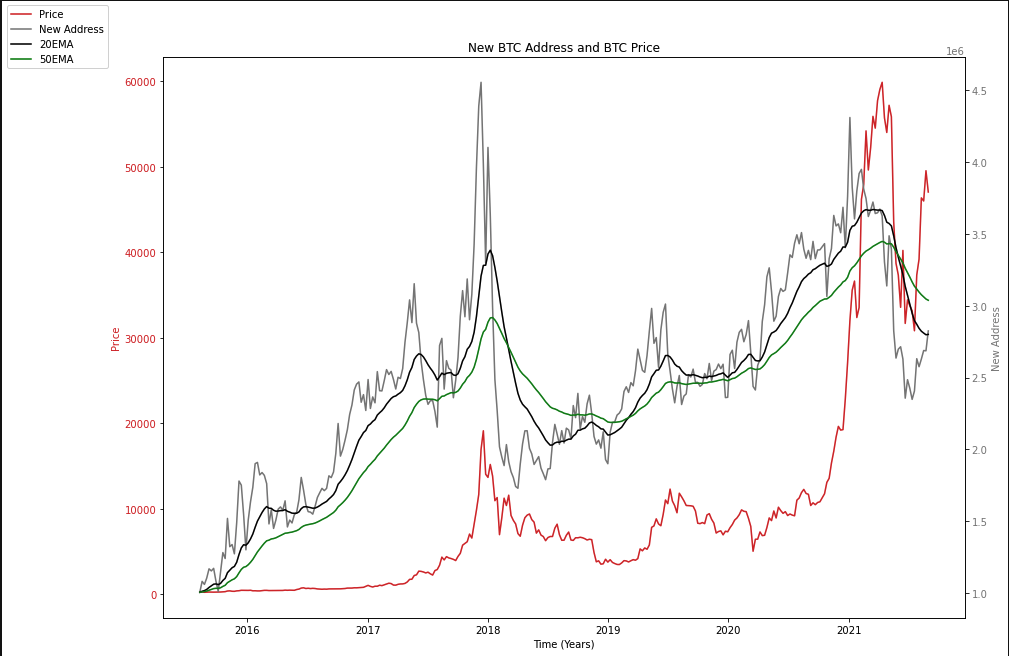 Price
New Address
20EMA
50EMA
New BTC Address and BTC Price
1e6
60000
50000
40000
30000
20000
10000
0
Price
4.5
4.0
3.5
3.0
2.5
2.0
1.5
1.0
New Address
2016 2017 2018 2019 2020 2021
Time (Years)